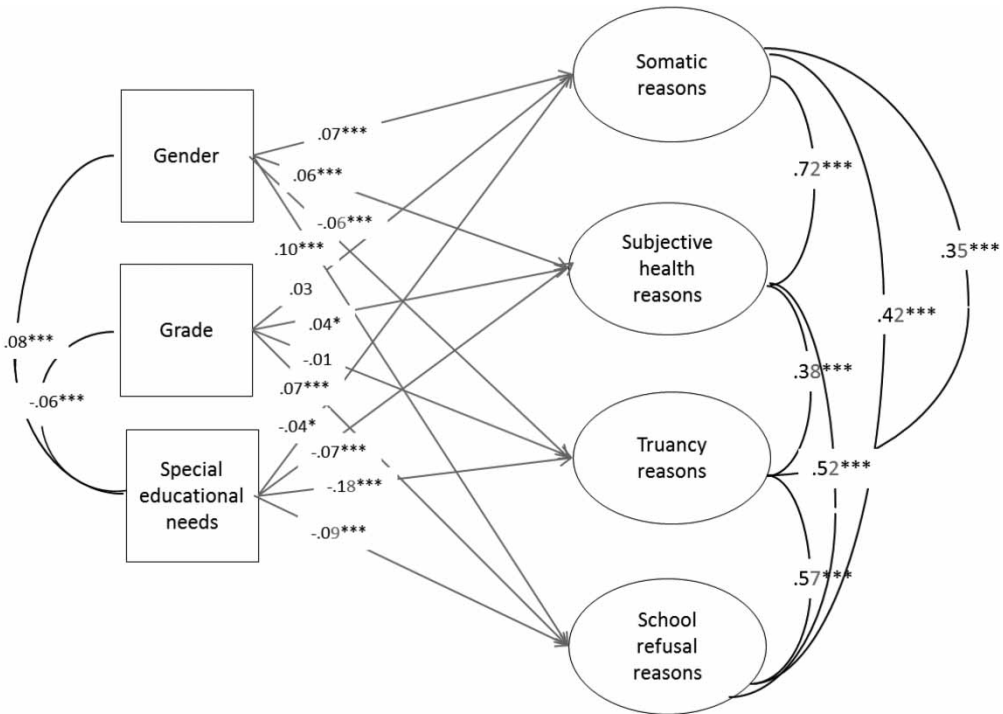 Gender
Grade
Special
educational
needs
.08***
-.06***
.07***
.06***
-.06***
.10***
.03
.04*
-.01
.07***
-.04*
-.07***
-.18***
-.09***
Somatic
reasons
Subjective
health
reasons
Truancy
reasons
School
refusal
reasons
.72***
.35***
.42***
.38***
.52***
.57***